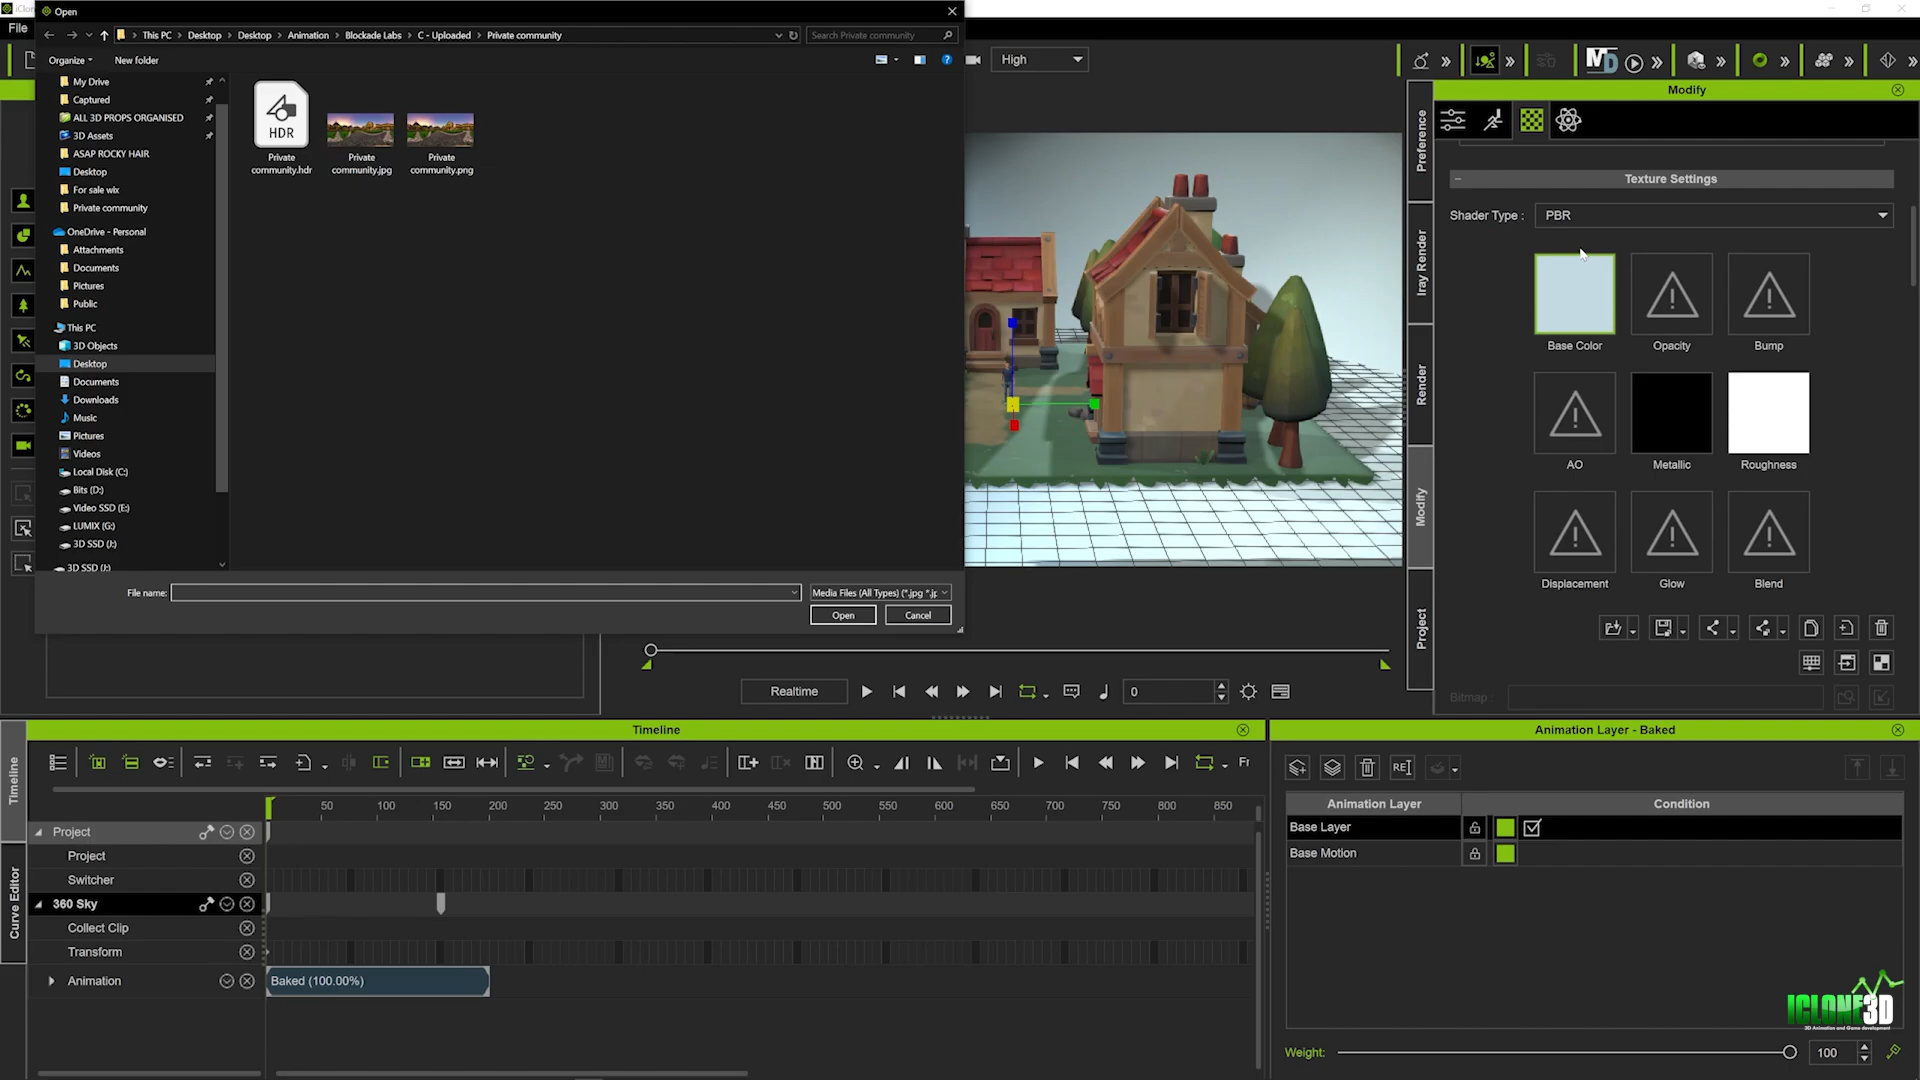 Open
File
This PC
Desktop
Desktop
Animation
Blockade Labs
C - Uploaded
Private community
Search Private community
Organize
New folder
High
Modify
My Drive
Captured
ALL 3D PROPS ORGANISED
3D Assets
ASAP ROCKY HAIR
Desktop
For sale wix
Private community
OneDrive - Personal
Attachments
Documents
Pictures
Public
This PC
3D Objects
Desktop
Documents
Downloads
Music
Pictures
Videos
Local Disk (C:)
Bits (D:)
Video SSD (E:)
LUMIX (G:)
3D SSD (J:)
3D SSD (J:)
HDR
Private
community.hdr
Private
community.jpg
Private
community.png
File name:
Media Files (All Types) (*.jpg *.jp
Open
Cancel
Preference
Iray Render
Render
Modify
Project
Texture Settings
Shader Type :
PBR
Base Color
Opacity
Bump
AO
Metallic
Roughness
Displacement
Glow
Blend
Bitmap :
Realtime
0
Timeline
Timeline
Curve Editor
Fr
50
100
150
200
250
300
350
400
450
500
550
600
650
700
750
800
850
Project
Project
Switcher
360 Sky
Collect Clip
Transform
Animation
Baked (100.00%)
Animation Layer - Baked
Animation Layer
Condition
Base Layer
Base Motion
ICLONE3D
3D Animation and Game development
Weight:
100